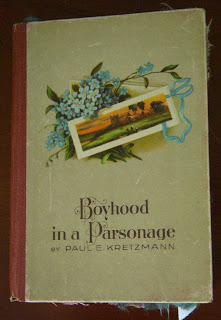 Boyhood
in a Parsonage
BY PAUL E. KRETZMANN